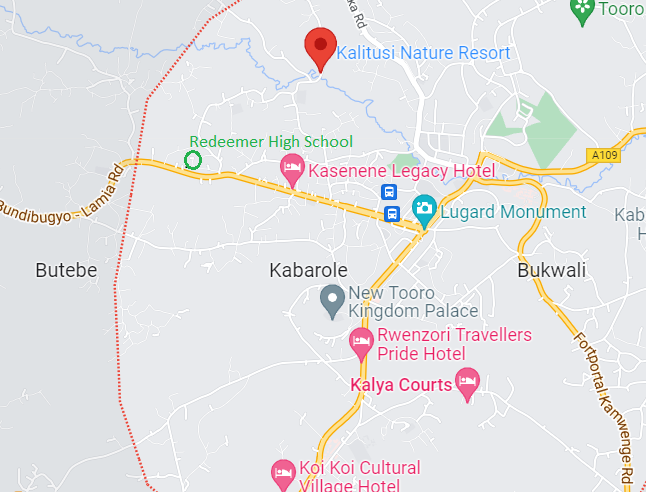 ka Rd
Tooro
Kalitusi Nature Resort
Redeemer High School
A109
Kasenene Legacy Hotel
Bundibugyo - Lamia Rd
Lugard Monument
Kab
H
Butebe
Kabarole
Bukwali
New Tooro
Kingdom Palace
Rwenzori Travellers
Pride Hotel
Kalya Courts
Fortportal Kamwenge Rd
Koi Koi Cultural
Village Hotel